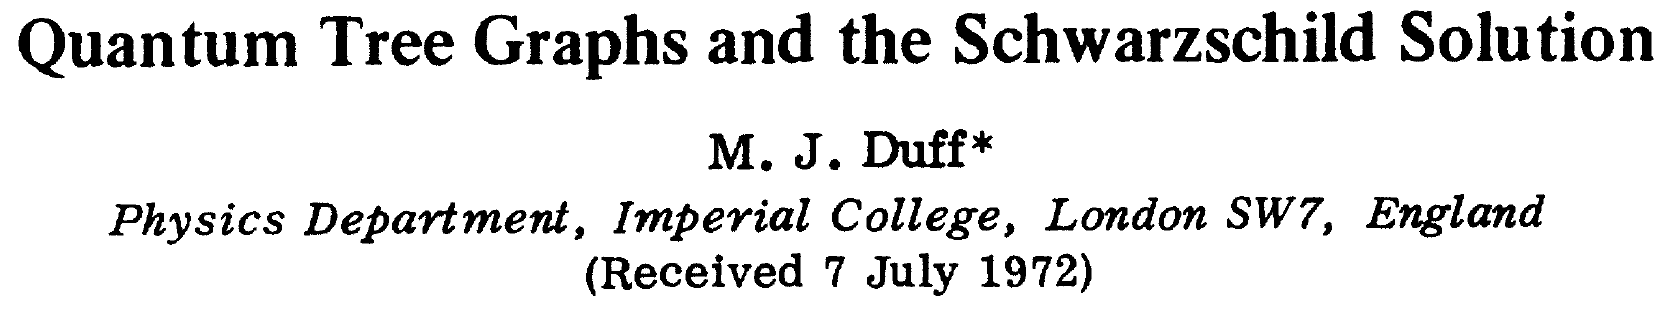 Quantum Tree Graphs and the Schwarzschild Solution
M. J. Duff*
Physics Department, Imperial College, London SW7, England
(Received 7 July 1972)